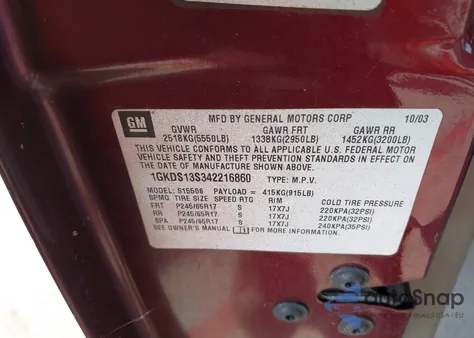 MFD BY GENERAL MOTORS CORP 10/03
GM
GVWR GAWR FRT GAWR RR
2518KG(5550LB) 1338KG(2950LB) 1452KG(3200LB)
THIS VEHICLE CONFORMS TO ALL APPLICABLE U.S. FEDERAL MOTOR
VEHICLE SAFETY AND THEFT PREVENTION STANDARDS IN EFFECT ON
THE DATE OF MANUFACTURE SHOWN ABOVE.
1GKDS13S342216860 TYPE: M.P.V.
MODEL: S15506 PAYLOAD = 415KG(915LB)
SPMQ TIRE SIZE SPEED RTG RIM COLD TIRE PRESSURE
FRT P245/65R17 S 17X7J 220KPA(32PSI)
RR P245/65R17 S 17X7J 220KPA(32PSI)
SPA P245/65R17 S 17X7J 240KPA(35PSI)
SEE OWNER'S MANUAL FOR MORE INFORMATION.
autoSnap